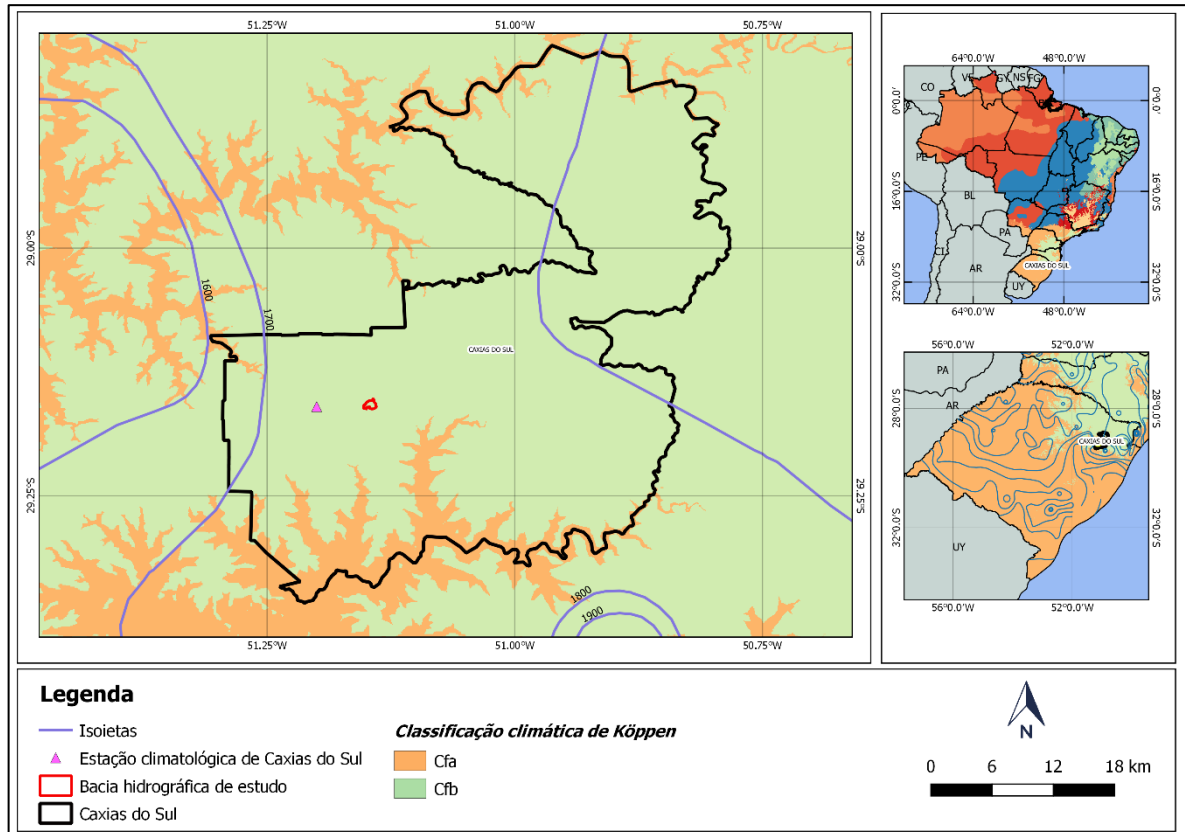 51.25°W 51.00°W 50.75°W
29.00°S 29.00°S
1600
1700
CAXIAS DO SUL
29.25°S 29.25°S
1800
1900
51.25°W 51.00°W 50.75°W
64°0.0'W 48°0.0'W
CO VE GY NS FG
0°0.0' 0°0.0'
PE
16°0.0'S 16°0.0'S
BL
PA
CAXIAS DO SUL
AR
32°0.0'S 32°0.0'S
UY
64°0.0'W 48°0.0'W
56°0.0'W 52°0.0'W
PA
28°0.0'S 28°0.0'S
AR
CAXIAS DO SUL
32°0.0'S 32°0.0'S
UY
56°0.0'W 52°0.0'W
Legenda
Isoietas
Estação climatológica de Caxias do Sul
Bacia hidrográfica de estudo
Caxias do Sul
Classificação climática de Köppen
Cfa
Cfb
N
0 6 12 18 km